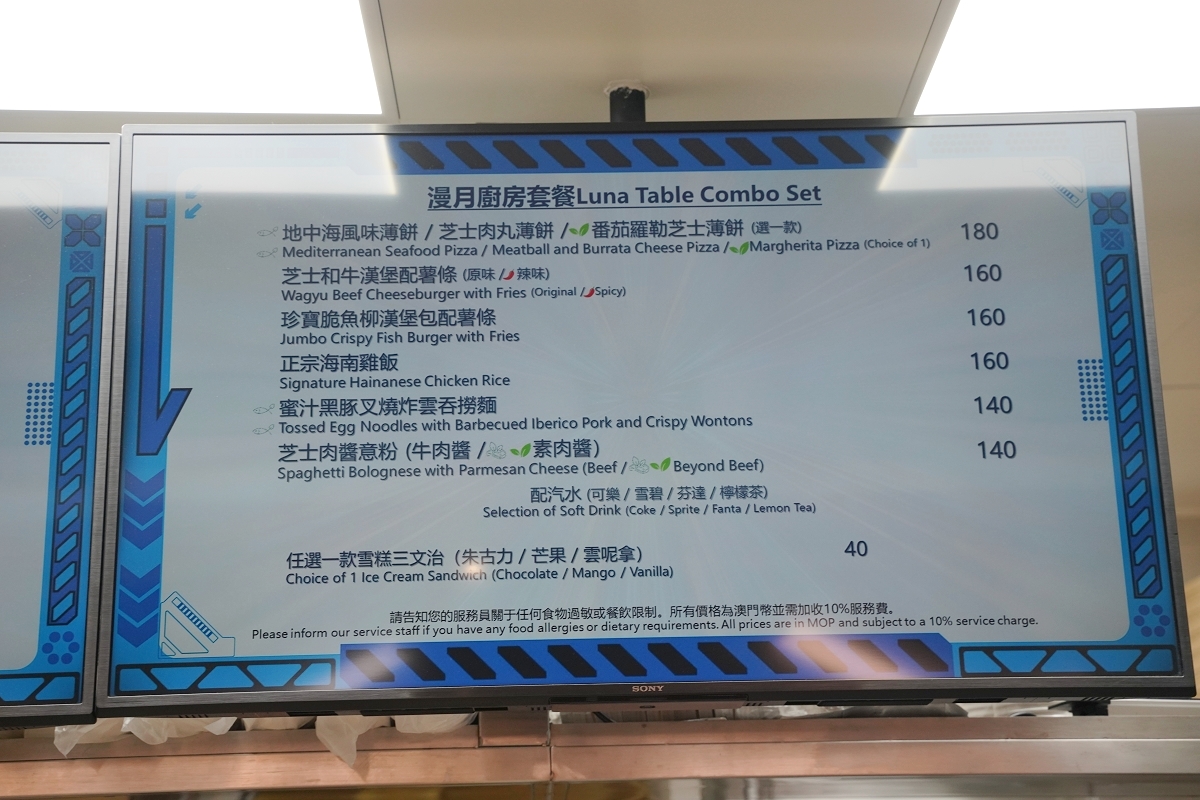 漫月廚房套餐Luna Table Combo Set
地中海風味薄餅 / 芝士肉丸薄餅 / 番茄羅勒芝士薄餅 (選一款) 180
Mediterranean Seafood Pizza / Meatball and Burrata Cheese Pizza / Margherita Pizza (Choice of 1)
芝士和牛漢堡配薯條 (原味 / 辣味) 160
Wagyu Beef Cheeseburger with Fries (Original / Spicy)
珍寶脆魚柳漢堡包配薯條 160
Jumbo Crispy Fish Burger with Fries
正宗海南雞飯 160
Signature Hainanese Chicken Rice
蜜汁黑豚叉燒炸雲吞撈麵 140
Tossed Egg Noodles with Barbecued Iberico Pork and Crispy Wontons
芝士肉醬意粉 (牛肉醬 / 素肉醬) 140
Spaghetti Bolognese with Parmesan Cheese (Beef / Beyond Beef)
配汽水 (可樂 / 雪碧 / 芬達 / 檸檬茶)
Selection of Soft Drink (Coke / Sprite / Fanta / Lemon Tea)
任選一款雪糕三文治 (朱古力 / 芒果 / 雲呢拿) 40
Choice of 1 Ice Cream Sandwich (Chocolate / Mango / Vanilla)
請告知您的服務員關于任何食物過敏或餐飲限制。所有價格為澳門幣並需加收10%服務費。
Please inform our service staff if you have any food allergies or dietary requirements. All prices are in MOP and subject to a 10% service charge.
SONY